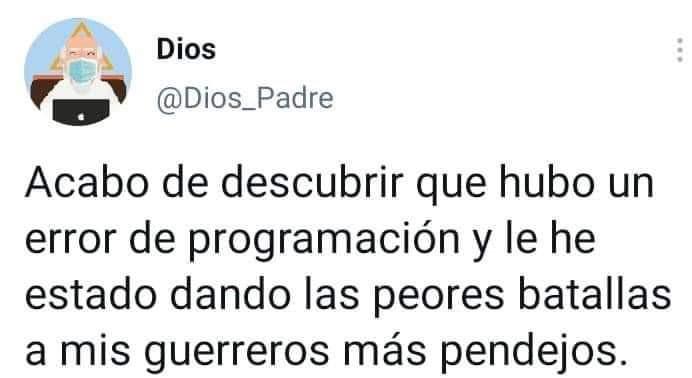 Dios
@Dios_Padre
Acabo de descubrir que hubo un
error de programación y le he
estado dando las peores batallas
a mis guerreros más pendejos.